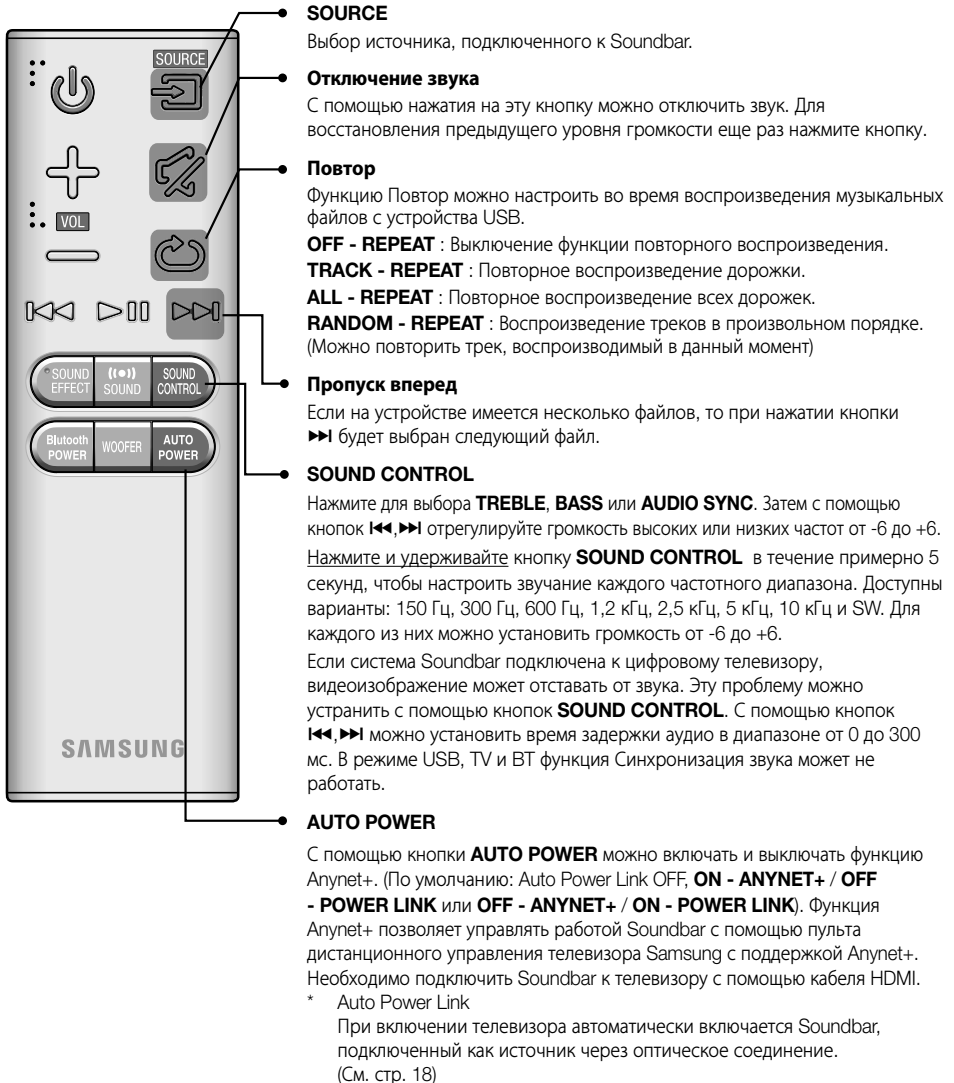 SOURCE
Выбор источника, подключенного к Soundbar.
Отключение звука
С помощью нажатия на эту кнопку можно отключить звук. Для
восстановления предыдущего уровня громкости еще раз нажмите кнопку.
Повтор
Функцию Повтор можно настроить во время воспроизведения музыкальных
файлов с устройства USB.
OFF - REPEAT : Выключение функции повторного воспроизведения.
TRACK - REPEAT : Повторное воспроизведение дорожки.
ALL - REPEAT : Повторное воспроизведение всех дорожек.
RANDOM - REPEAT : Воспроизведение треков в произвольном порядке.
(Можно повторить трек, воспроизводимый в данный момент)
Пропуск вперед
Если на устройстве имеется несколько файлов, то при нажатии кнопки
▶▶I будет выбран следующий файл.
SOUND CONTROL
Нажмите для выбора TREBLE, BASS или AUDIO SYNC. Затем с помощью
кнопок I◀◀,▶▶I отрегулируйте громкость высоких или низких частот от -6 до +6.
Нажмите и удерживайте кнопку SOUND CONTROL в течение примерно 5
секунд, чтобы настроить звучание каждого частотного диапазона. Доступны
варианты: 150 Гц, 300 Гц, 600 Гц, 1,2 кГц, 2,5 кГц, 5 кГц, 10 кГц и SW. Для
каждого из них можно установить громкость от -6 до +6.
Если система Soundbar подключена к цифровому телевизору,
видеоизображение может отставать от звука. Эту проблему можно
устранить с помощью кнопок SOUND CONTROL. С помощью кнопок
I◀◀,▶▶I можно установить время задержки аудио в диапазоне от 0 до 300
мс. В режиме USB, TV и BT функция Синхронизация звука может не
работать.
AUTO POWER
С помощью кнопки AUTO POWER можно включать и выключать функцию
Anynet+. (По умолчанию: Auto Power Link OFF, ON - ANYNET+ / OFF
- POWER LINK или OFF - ANYNET+ / ON - POWER LINK). Функция
Anynet+ позволяет управлять работой Soundbar с помощью пульта
дистанционного управления телевизора Samsung с поддержкой Anynet+.
Необходимо подключить Soundbar к телевизору с помощью кабеля HDMI.
* Auto Power Link
При включении телевизора автоматически включается Soundbar,
подключенный как источник через оптическое соединение.
(См. стр. 18)
SOURCE
VOL
SOUND
EFFECT
SOUND
SOUND
CONTROL
Bluetooth
POWER
WOOFER
AUTO
POWER
SAMSUNG